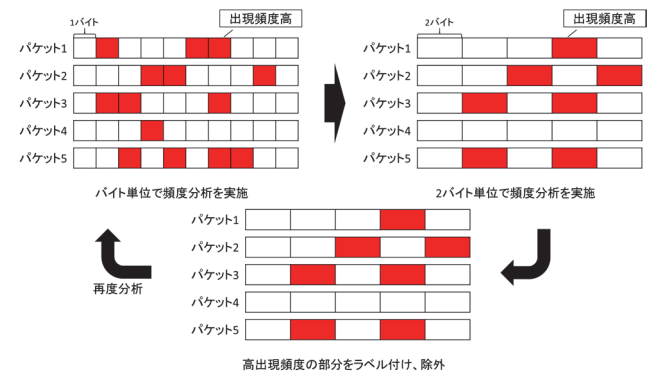 1バイト
出現頻度高
パケット1
パケット2
パケット3
パケット4
パケット5
バイト単位で頻度分析を実施
2バイト
出現頻度高
パケット1
パケット2
パケット3
パケット4
パケット5
2バイト単位で頻度分析を実施
パケット1
パケット2
パケット3
パケット4
パケット5
再度分析
高出現頻度の部分をラベル付け、除外